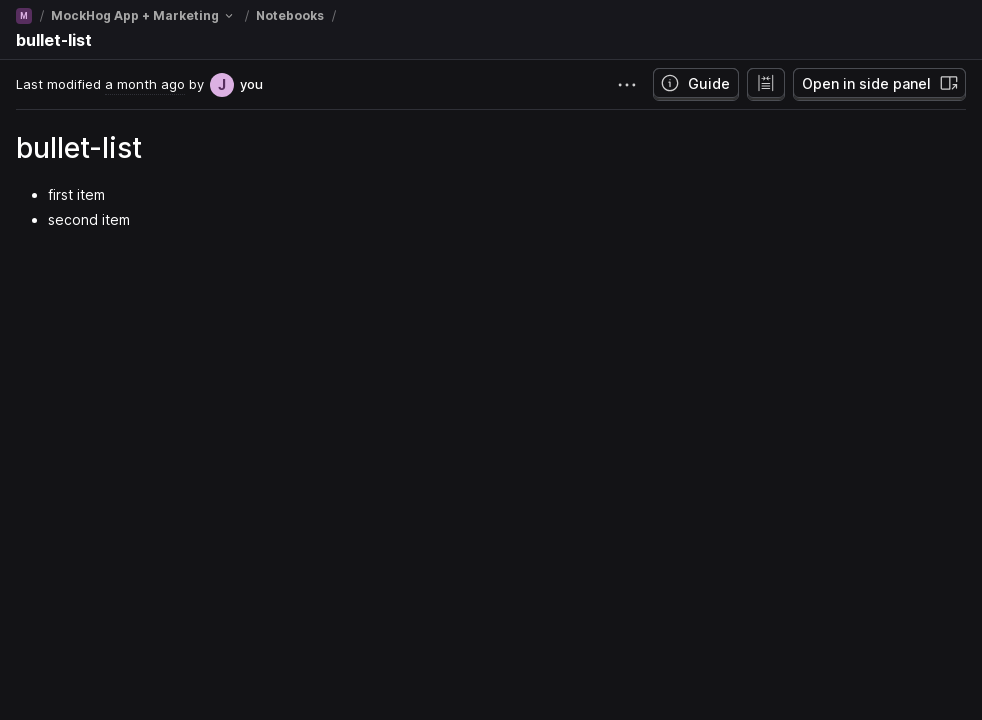 M / MockHog App + Marketing / Notebooks /
bullet-list
Last modified a month ago by J you
Guide
Open in side panel
bullet-list
• first item
• second item